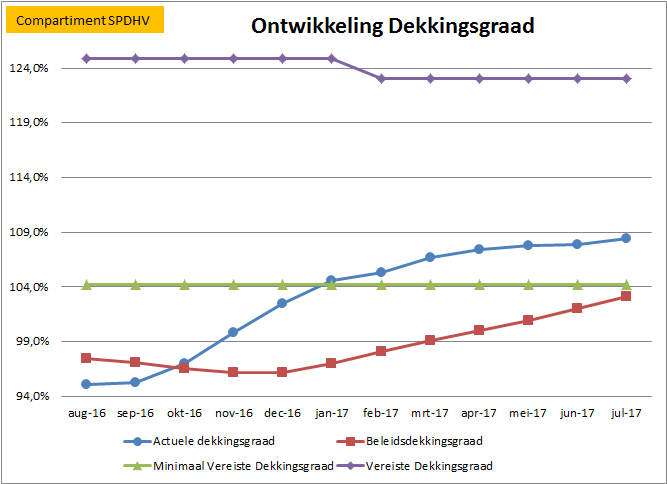 Compartiment SPDHV
Ontwikkeling Dekkingsgraad
124,0%
119,0%
114,0%
109,0%
104,0%
99,0%
94,0%
aug-16 sep-16 okt-16 nov-16 dec-16 jan-17 feb-17 mrt-17 apr-17 mei-17 jun-17 jul-17
Actuele dekkingsgraad Beleidsdekkingsgraad
Minimaal Vereiste Dekkingsgraad Vereiste Dekkingsgraad